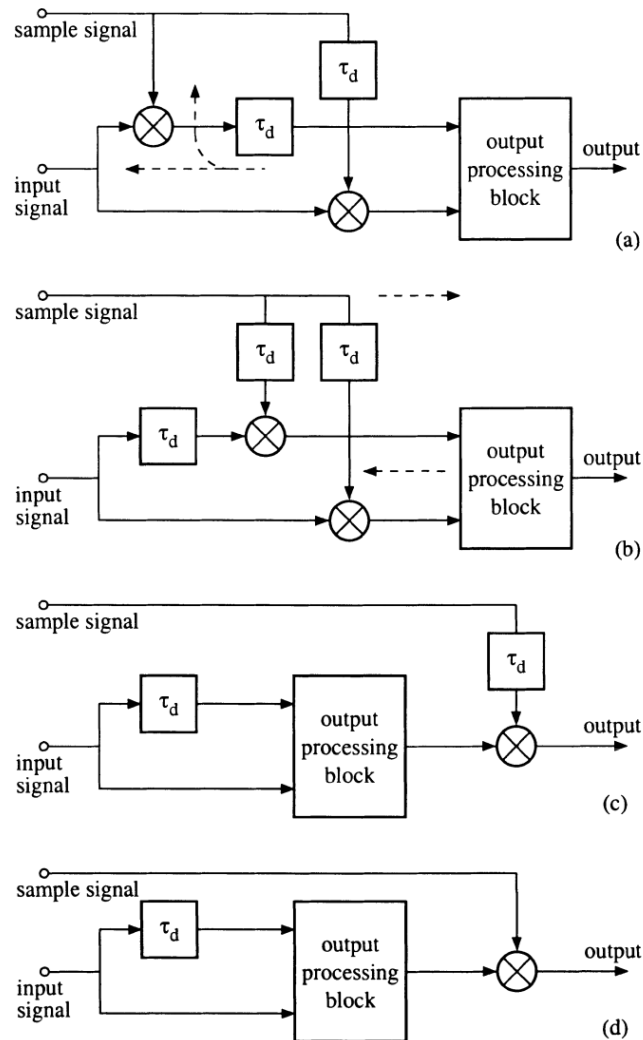 sample signal
τd
τd
input
signal
output
processing
block
output
(a)
sample signal
τd
τd
τd
input
signal
output
processing
block
output
(b)
sample signal
τd
τd
input
signal
output
processing
block
output
(c)
sample signal
τd
input
signal
output
processing
block
output
(d)